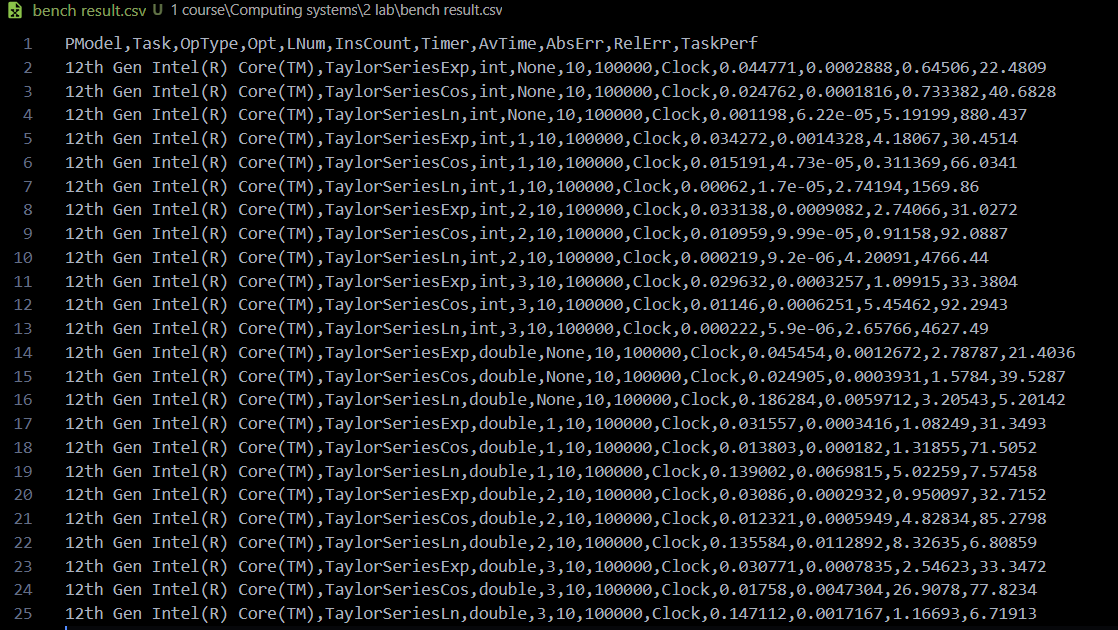 bench result.csv U 1 course\Computing systems\2 lab\bench result.csv
1 PModel,Task,OpType,Opt,LNum,InsCount,Timer,AvTime,AbsErr,RelErr,TaskPerf
2 12th Gen Intel(R) Core(TM),TaylorSeriesExp,int,None,10,100000,Clock,0.044771,0.0002888,0.64506,22.4809
3 12th Gen Intel(R) Core(TM),TaylorSeriesCos,int,None,10,100000,Clock,0.024762,0.0001816,0.733382,40.6828
4 12th Gen Intel(R) Core(TM),TaylorSeriesLn,int,None,10,100000,Clock,0.001198,6.22e-05,5.19199,880.437
5 12th Gen Intel(R) Core(TM),TaylorSeriesExp,int,1,10,100000,Clock,0.034272,0.0014328,4.18067,30.4514
6 12th Gen Intel(R) Core(TM),TaylorSeriesCos,int,1,10,100000,Clock,0.015191,4.73e-05,0.311369,66.0341
7 12th Gen Intel(R) Core(TM),TaylorSeriesLn,int,1,10,100000,Clock,0.00062,1.7e-05,2.74194,1569.86
8 12th Gen Intel(R) Core(TM),TaylorSeriesExp,int,2,10,100000,Clock,0.033138,0.0009082,2.74066,31.0272
9 12th Gen Intel(R) Core(TM),TaylorSeriesCos,int,2,10,100000,Clock,0.010959,9.99e-05,0.91158,92.0887
10 12th Gen Intel(R) Core(TM),TaylorSeriesLn,int,2,10,100000,Clock,0.000219,9.2e-06,4.20091,4766.44
11 12th Gen Intel(R) Core(TM),TaylorSeriesExp,int,3,10,100000,Clock,0.029632,0.0003257,1.09915,33.3804
12 12th Gen Intel(R) Core(TM),TaylorSeriesCos,int,3,10,100000,Clock,0.01146,0.0006251,5.45462,92.2943
13 12th Gen Intel(R) Core(TM),TaylorSeriesLn,int,3,10,100000,Clock,0.000222,5.9e-06,2.65766,4627.49
14 12th Gen Intel(R) Core(TM),TaylorSeriesExp,double,None,10,100000,Clock,0.045454,0.0012672,2.78787,21.4036
15 12th Gen Intel(R) Core(TM),TaylorSeriesCos,double,None,10,100000,Clock,0.024905,0.0003931,1.5784,39.5287
16 12th Gen Intel(R) Core(TM),TaylorSeriesLn,double,None,10,100000,Clock,0.186284,0.0059712,3.20543,5.20142
17 12th Gen Intel(R) Core(TM),TaylorSeriesExp,double,1,10,100000,Clock,0.031557,0.0003416,1.08249,31.3493
18 12th Gen Intel(R) Core(TM),TaylorSeriesCos,double,1,10,100000,Clock,0.013803,0.000182,1.31855,71.5052
19 12th Gen Intel(R) Core(TM),TaylorSeriesLn,double,1,10,100000,Clock,0.139002,0.0069815,5.02259,7.57458
20 12th Gen Intel(R) Core(TM),TaylorSeriesExp,double,2,10,100000,Clock,0.03086,0.0002932,0.950097,32.7152
21 12th Gen Intel(R) Core(TM),TaylorSeriesCos,double,2,10,100000,Clock,0.012321,0.0005949,4.82834,85.2798
22 12th Gen Intel(R) Core(TM),TaylorSeriesLn,double,2,10,100000,Clock,0.135584,0.0112892,8.32635,6.80859
23 12th Gen Intel(R) Core(TM),TaylorSeriesExp,double,3,10,100000,Clock,0.030771,0.0007835,2.54623,33.3472
24 12th Gen Intel(R) Core(TM),TaylorSeriesCos,double,3,10,100000,Clock,0.01758,0.0047304,26.9078,77.8234
25 12th Gen Intel(R) Core(TM),TaylorSeriesLn,double,3,10,100000,Clock,0.147112,0.0017167,1.16693,6.71913